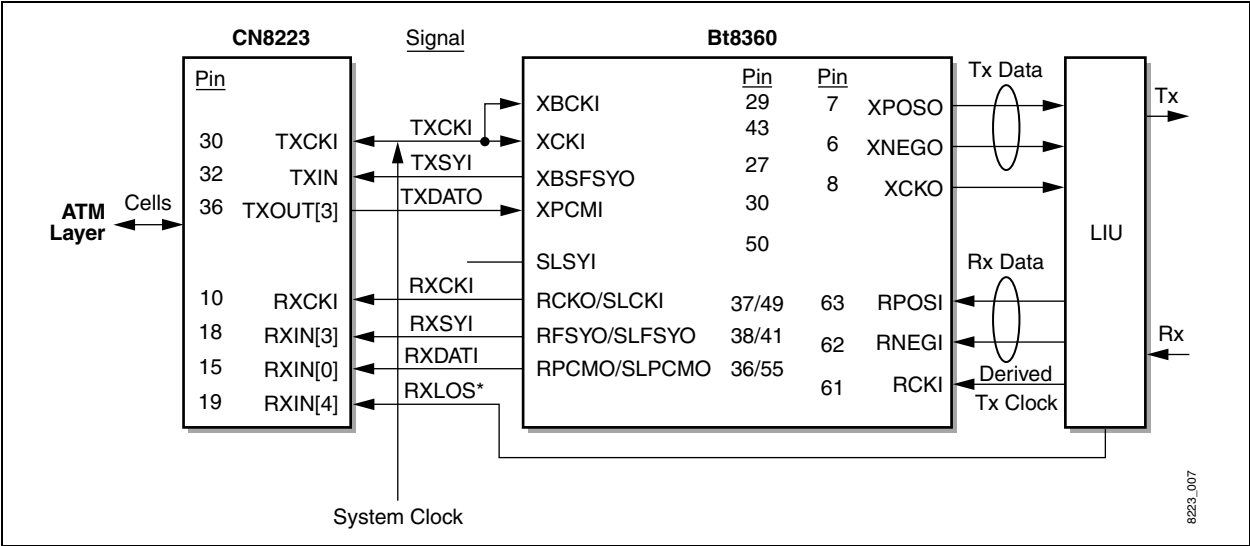 CN8223 Signal Bt8360
Pin Pin Pin Tx Data
XBCKI 29 7 XPOSO Tx
30 TXCKI TXCKI XCKI 43 6 XNEGO
32 TXIN TXSYI XBSFSYO 27 8 XCKO
ATM Layer Cells 36 TXOUT[3] TXDATO XPCMI 30
LIU
SLSYI 50 Rx Data
10 RXCKI RXCKI RCKO/SLCKI 37/49 63 RPOSI
18 RXIN[3] RXSYI RFSYO/SLFSYO 38/41 62 RNEGI Rx
15 RXIN[0] RXDATI RPCMO/SLPCMO 36/55 61 RCKI Derived Tx Clock
19 RXIN[4] RXLOS*
System Clock
8223_007